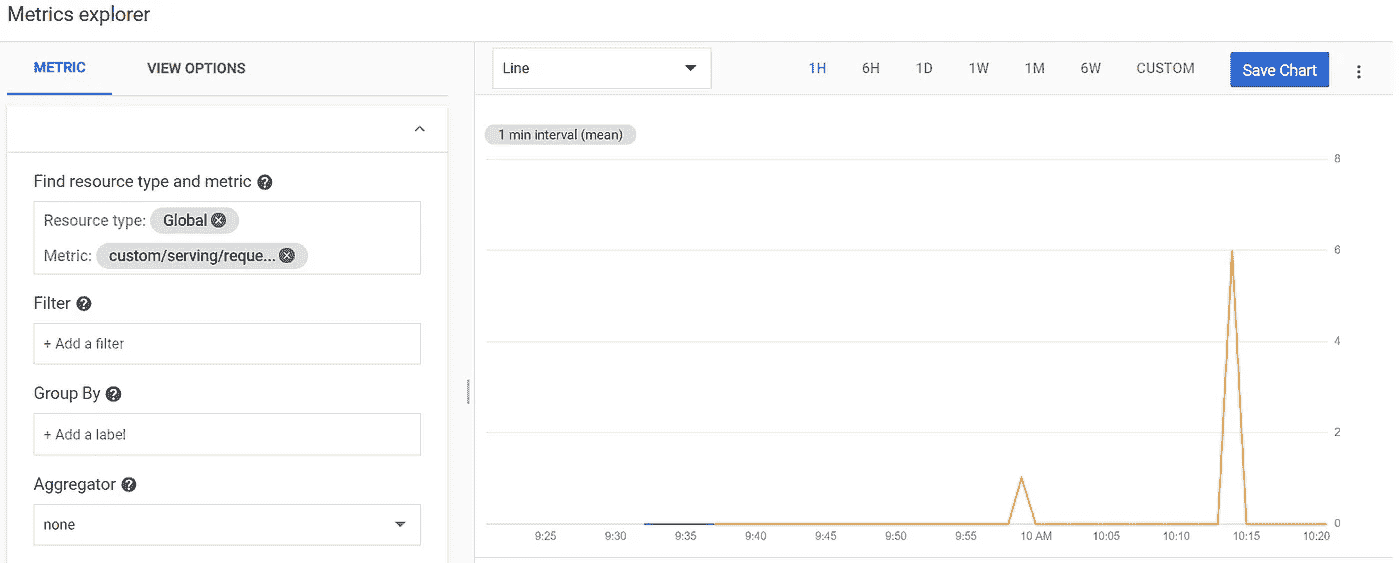 Metrics explorer
METRIC VIEW OPTIONS
Find resource type and metric ?
Resource type: Global
Metric: custom/serving/reque...
Filter ?
+ Add a filter
Group By ?
+ Add a label
Aggregator ?
none
Line 1H 6H 1D 1W 1M 6W CUSTOM Save Chart
1 min interval (mean)
8
6
4
2
0
9:25 9:30 9:35 9:40 9:45 9:50 9:55 10 AM 10:05 10:10 10:15 10:20